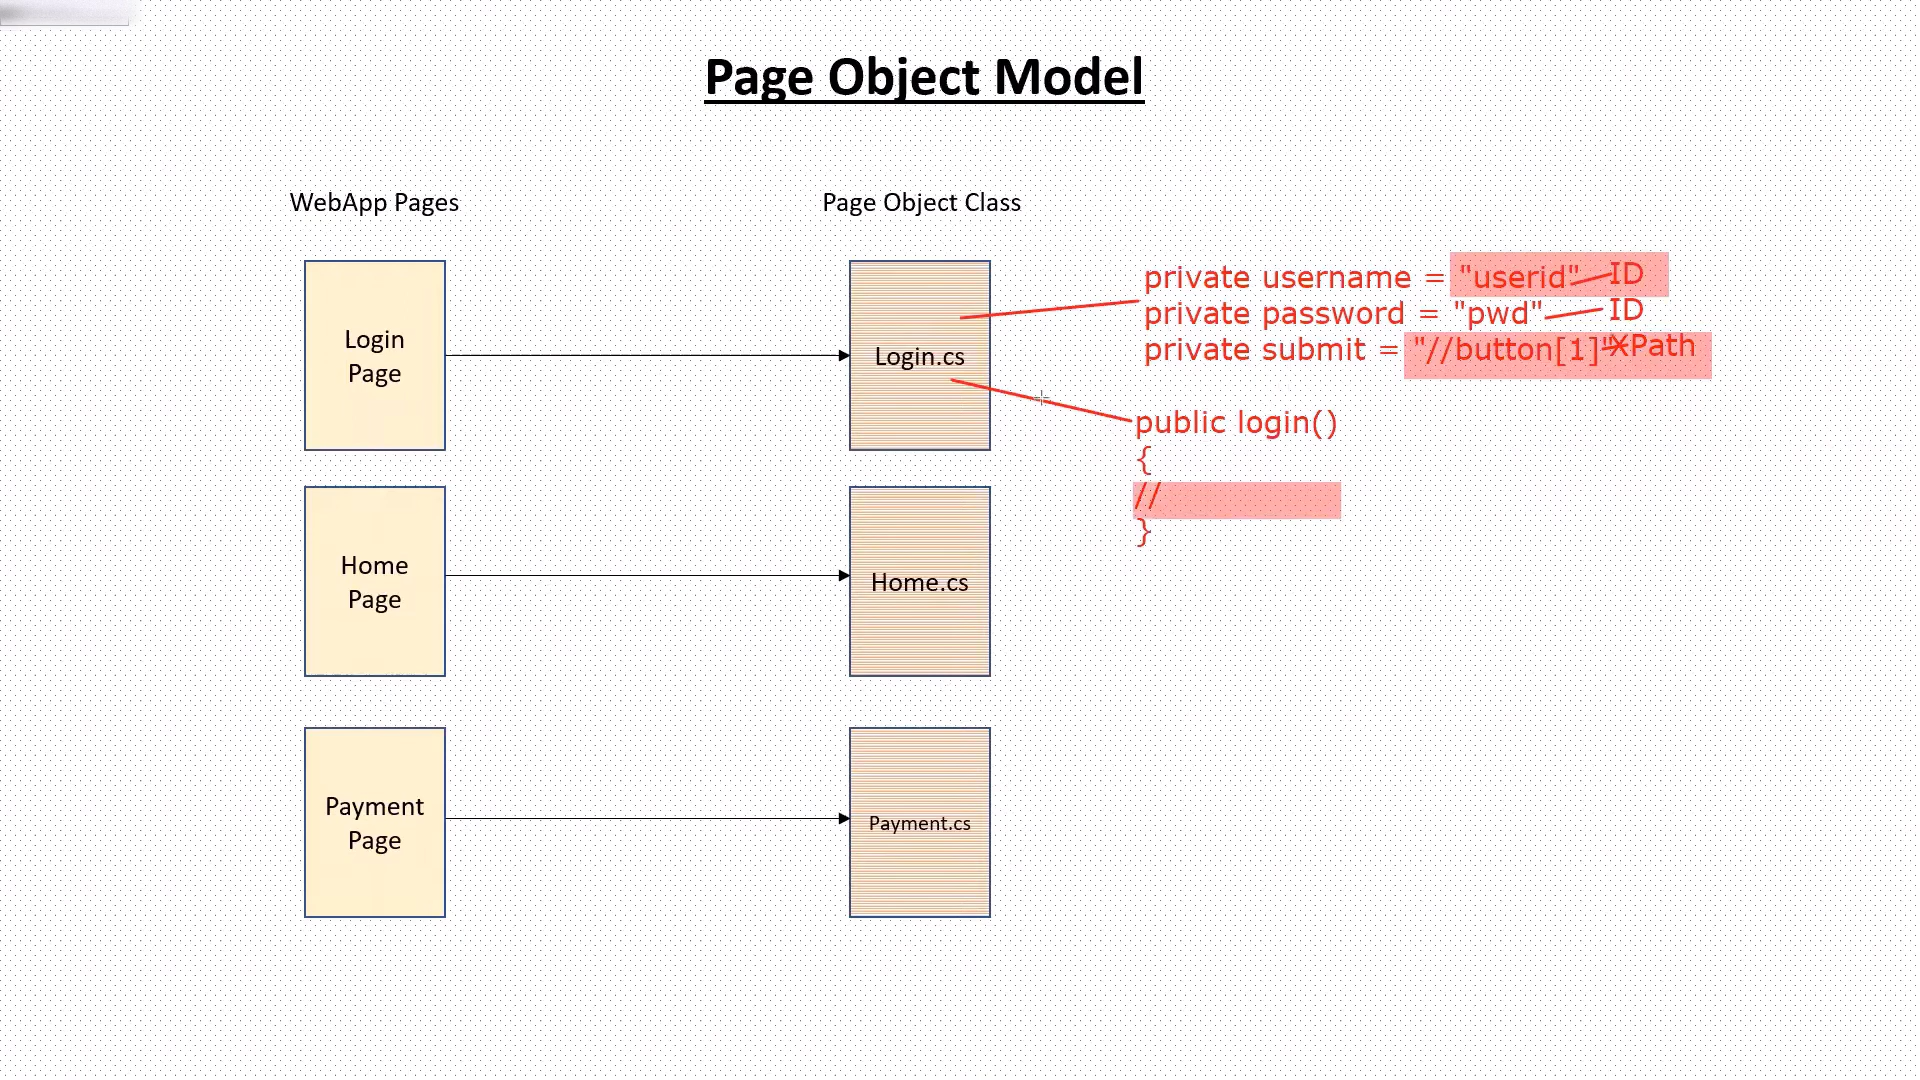 Page Object Model
WebApp Pages
Page Object Class
Login
Page
Login.cs
private username = "userid" ID
private password = "pwd" ID
private submit = "//button[1]" XPath
public login()
{
//
}
Home
Page
Home.cs
Payment
Page
Payment.cs